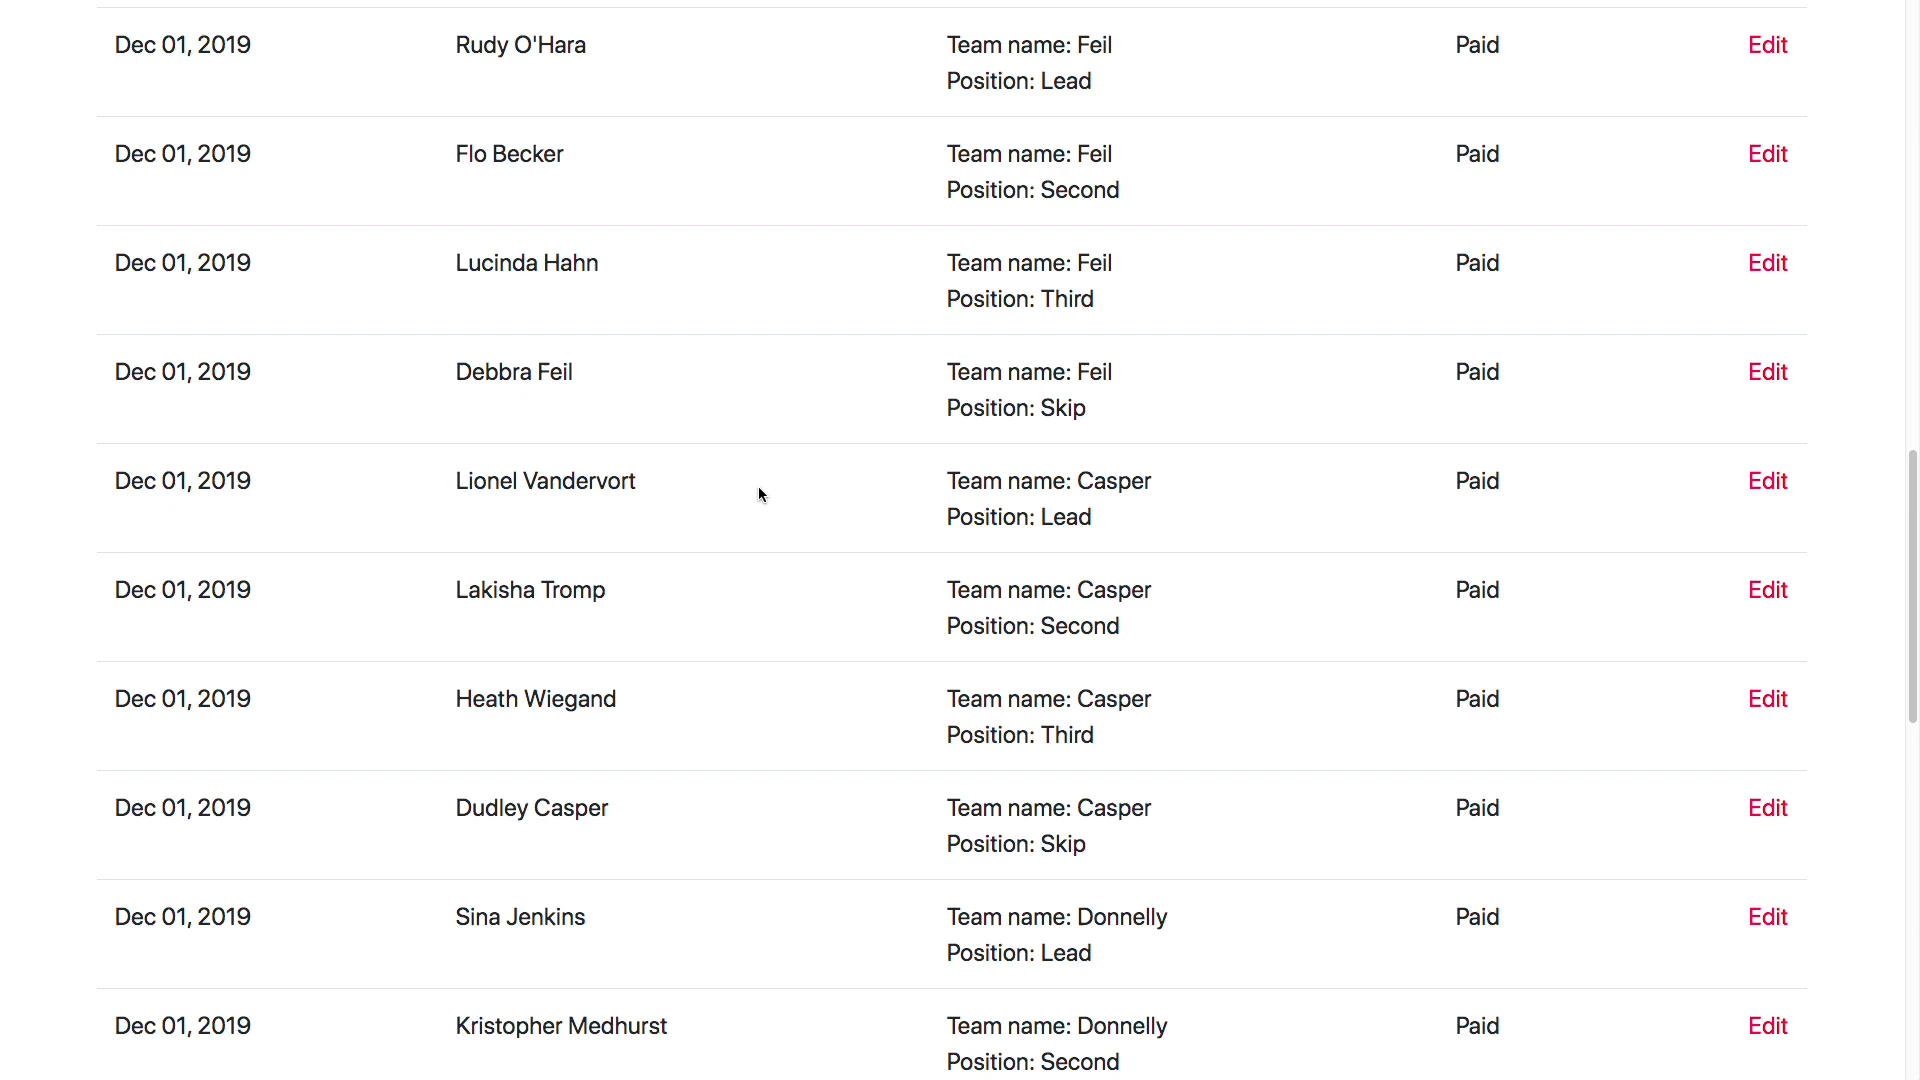 Dec 01, 2019 Rudy O'Hara Team name: Feil Paid Edit
Position: Lead
Dec 01, 2019 Flo Becker Team name: Feil Paid Edit
Position: Second
Dec 01, 2019 Lucinda Hahn Team name: Feil Paid Edit
Position: Third
Dec 01, 2019 Debbra Feil Team name: Feil Paid Edit
Position: Skip
Dec 01, 2019 Lionel Vandervort Team name: Casper Paid Edit
Position: Lead
Dec 01, 2019 Lakisha Tromp Team name: Casper Paid Edit
Position: Second
Dec 01, 2019 Heath Wiegand Team name: Casper Paid Edit
Position: Third
Dec 01, 2019 Dudley Casper Team name: Casper Paid Edit
Position: Skip
Dec 01, 2019 Sina Jenkins Team name: Donnelly Paid Edit
Position: Lead
Dec 01, 2019 Kristopher Medhurst Team name: Donnelly Paid Edit
Position: Second